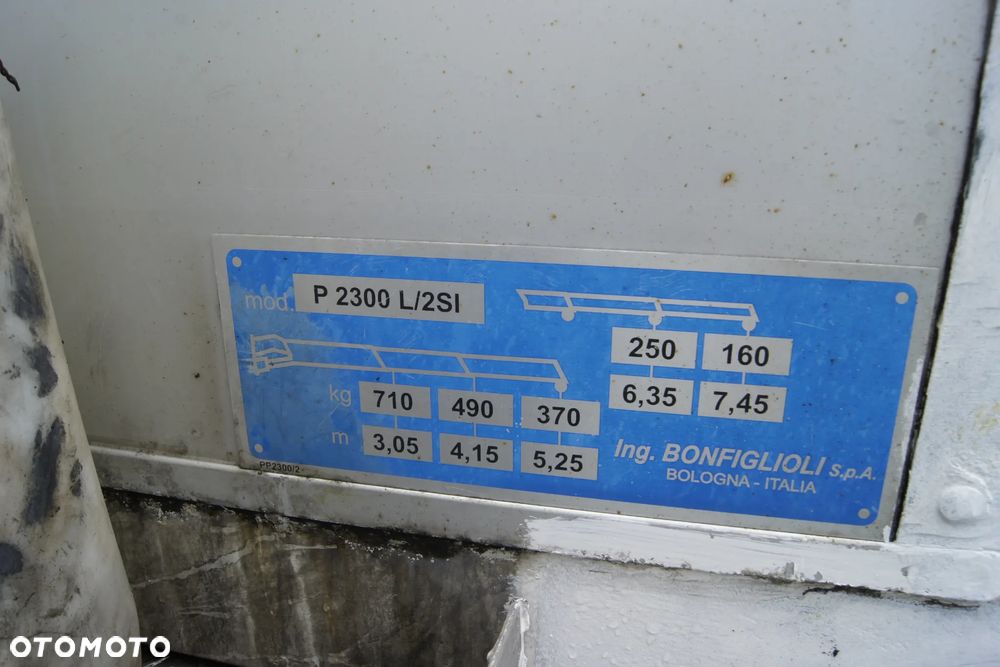 mod. P 2300 L/2SI
250 160
6,35 7,45
kg 710 490 370
m 3,05 4,15 5,25
Ing. BONFIGLIOLI s.p.A.
BOLOGNA - ITALIA
PP2300/2
OTOMOTO